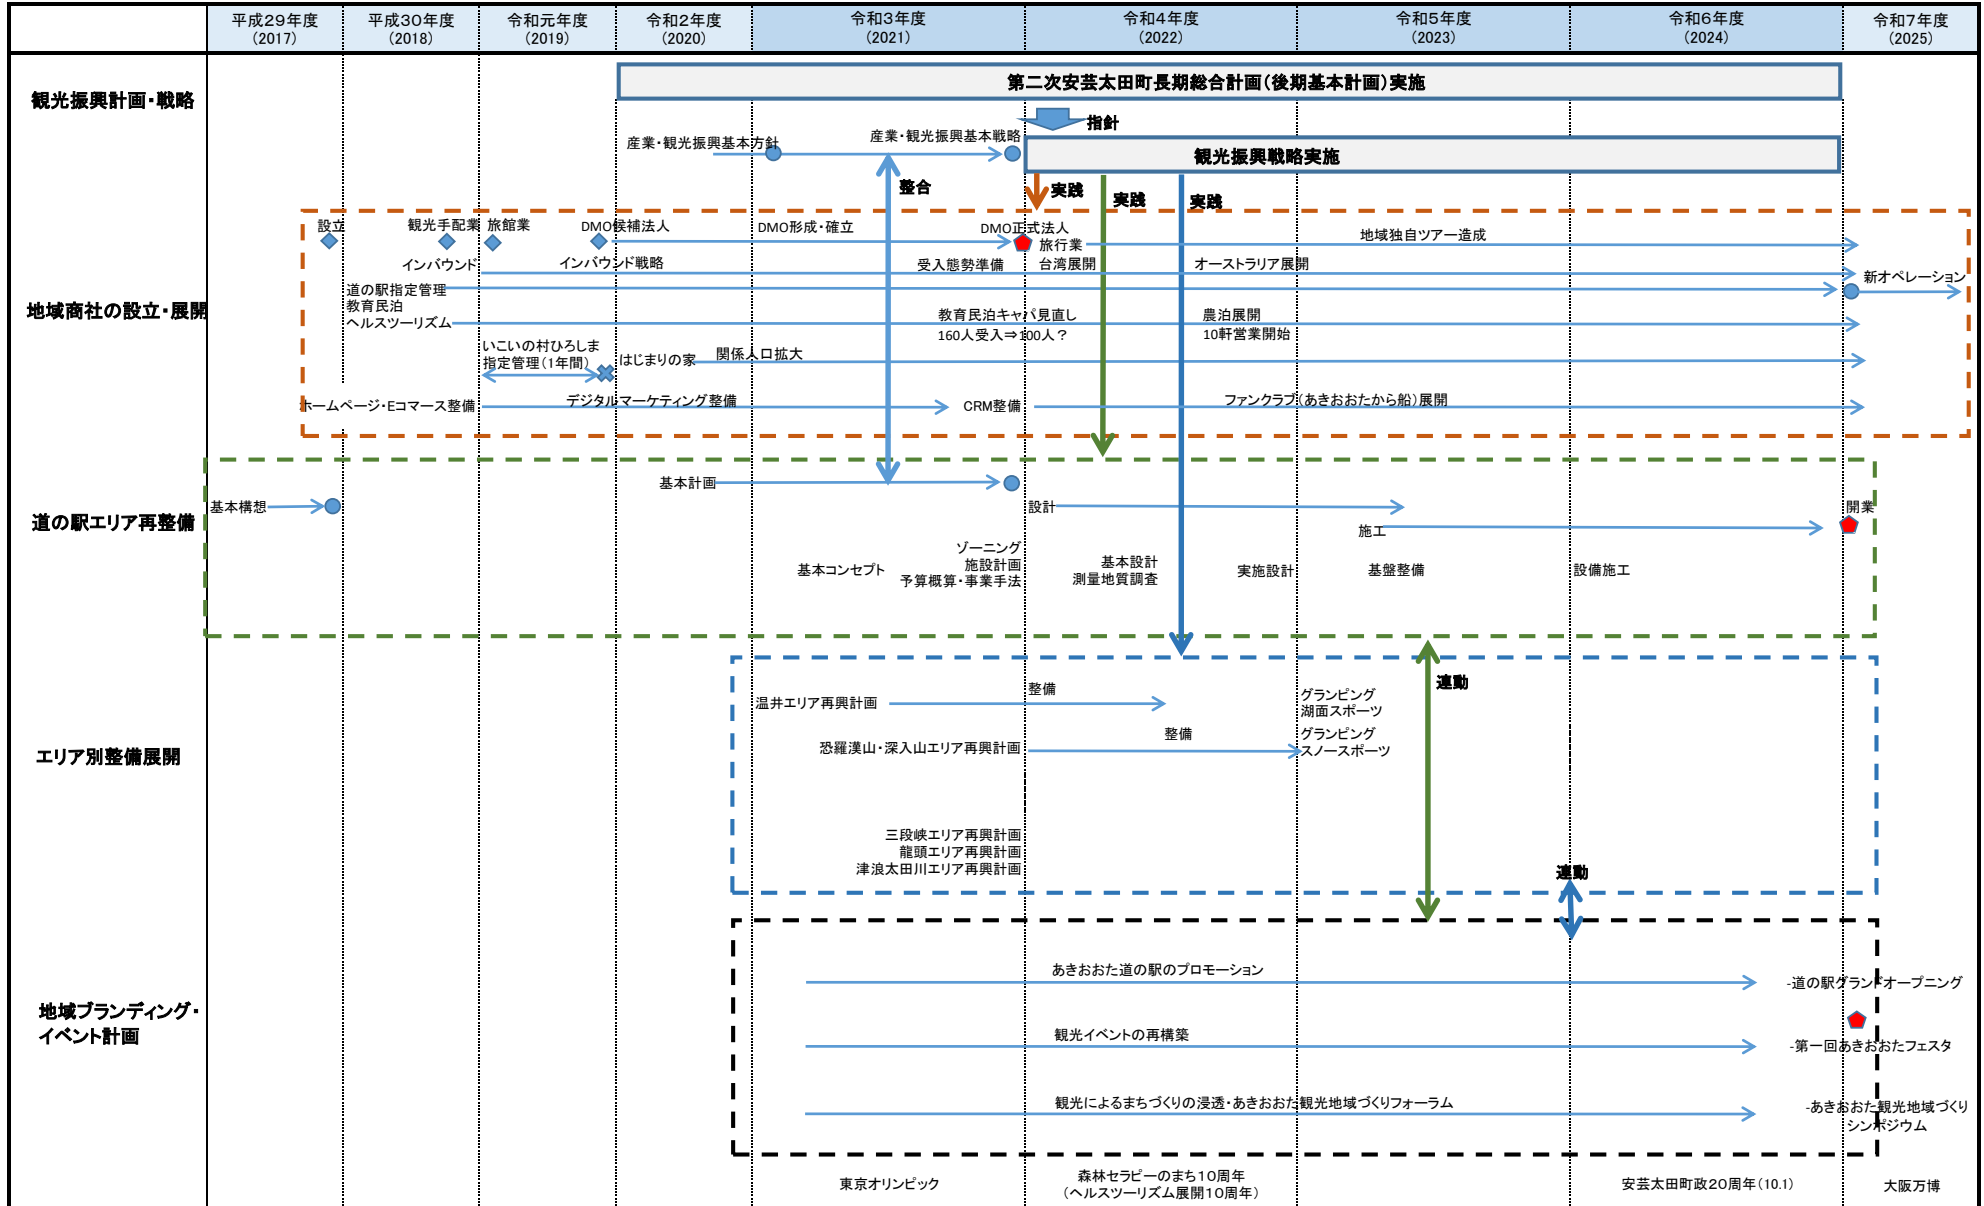 平成29年度
(2017)
平成30年度
(2018)
令和元年度
(2019)
令和2年度
(2020)
令和3年度
(2021)
令和4年度
(2022)
令和5年度
(2023)
令和6年度
(2024)
令和7年度
(2025)
観光振興計画・戦略
第二次安芸太田町長期総合計画(後期基本計画)実施
指針
産業・観光振興基本方針
産業・観光振興基本戦略
観光振興戦略実施
整合
実践
実践
実践
地域商社の設立・展開
設立
観光手配業
旅館業
DMO候補法人
DMO形成・確立
DMO正式法人
旅行業
地域独自ツアー造成
インバウンド
インバウンド戦略
受入態勢準備
台湾展開
オーストラリア展開
新オペレーション
道の駅指定管理
教育民泊
ヘルスツーリズム
教育民泊キャパ見直し
160人受入⇒100人？
農泊展開
10軒営業開始
いこいの村ひろしま
指定管理(1年間)
はじまりの家
関係人口拡大
ホームページ・Eコマース整備
デジタルマーケティング整備
CRM整備
ファンクラブ(あきおおたから船)展開
道の駅エリア再整備
基本構想
基本計画
設計
施工
開業
基本コンセプト
ゾーニング
施設計画
予算概算・事業手法
基本設計
測量地質調査
実施設計
基盤整備
設備施工
連動
エリア別整備展開
温井エリア再興計画
整備
グランピング
湖面スポーツ
恐羅漢山・深入山エリア再興計画
整備
グランピング
スノースポーツ
三段峡エリア再興計画
龍頭エリア再興計画
津浪太田川エリア再興計画
連動
地域ブランディング・
イベント計画
あきおおた道の駅のプロモーション
-道の駅グランドオープニング
観光イベントの再構築
-第一回あきおおたフェスタ
観光によるまちづくりの浸透・あきおおた観光地域づくりフォーラム
-あきおおた観光地域づくり
シンポジウム
東京オリンピック
森林セラピーのまち10周年
(ヘルスツーリズム展開10周年)
安芸太田町政20周年(10.1)
大阪万博